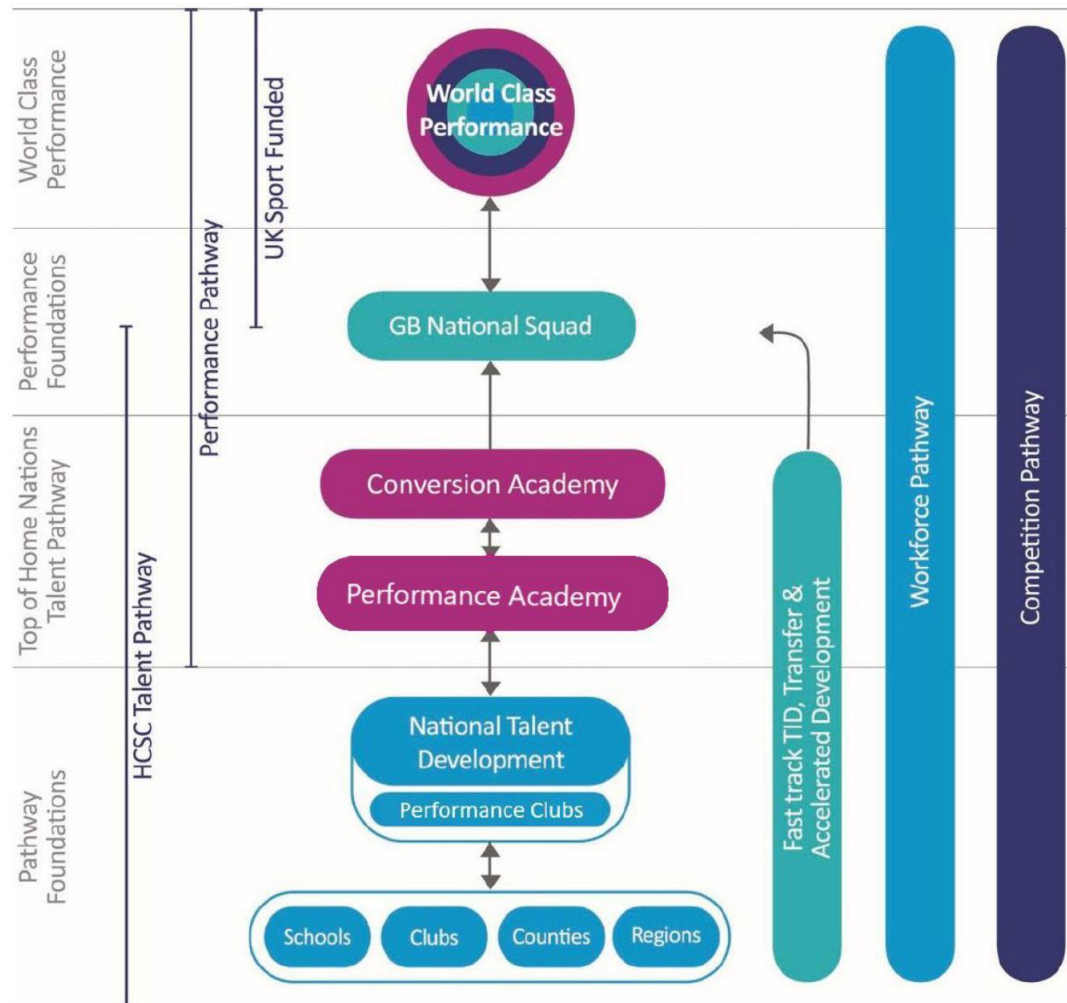 World Class
Performance
Performance
Foundations
Top of Home Nations
Talent Pathway
Pathway
Foundations
HCSC Talent Pathway
Performance Pathway
UK Sport Funded
World Class
Performance
GB National Squad
Conversion Academy
Performance Academy
National Talent
Development
Performance Clubs
Schools
Clubs
Counties
Regions
Fast track TID, Transfer &
Accelerated Development
Workforce Pathway
Competition Pathway